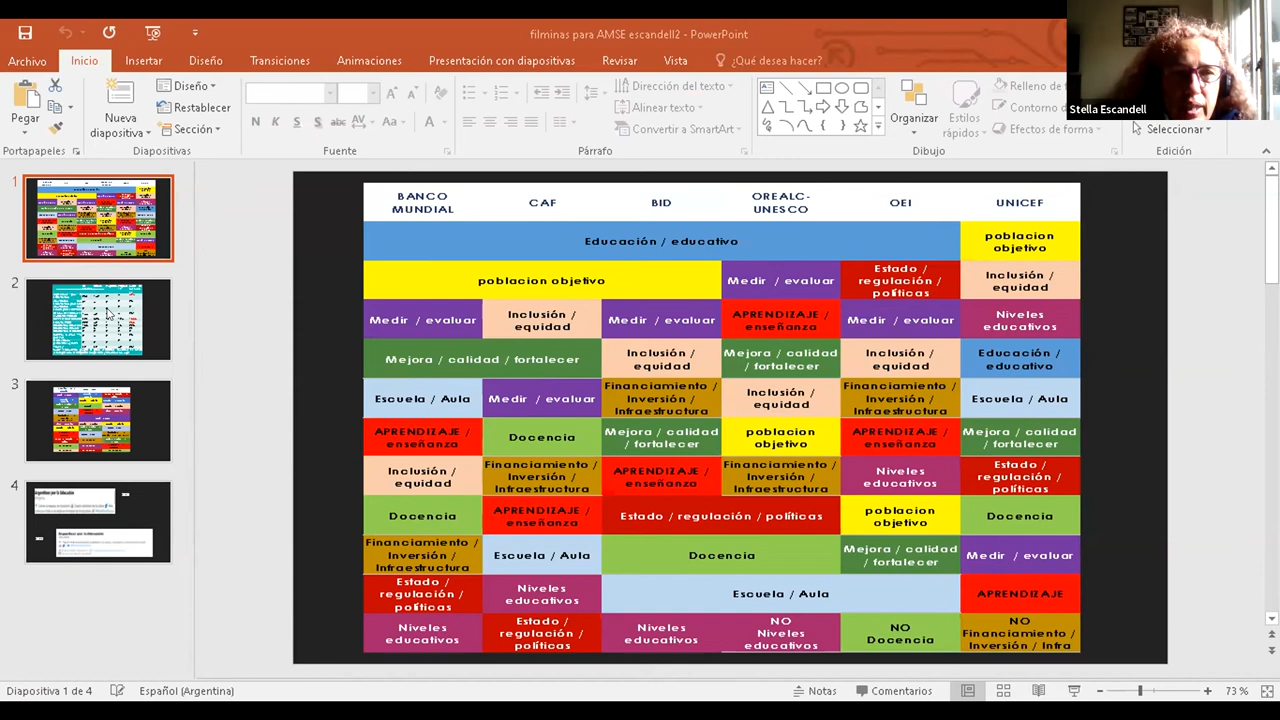 filminas para AMSE escandell2 - PowerPoint
Archivo Inicio Insertar Diseño Transiciones Animaciones Presentación con diapositivas Revisar Vista ¿Qué desea hacer?
Stella Escandell
Pegar
Nueva
diapositiva
Diseño
Restablecer
Sección
N K S S abc AV Aa A
Dirección del texto
Alinear texto
Convertir a SmartArt
Organizar
Estilos
rápidos
Relleno de
Contorno d
Efectos de forma
Seleccionar
Portapapeles Diapositivas Fuente Párrafo Dibujo Edición
1
2
3
4
BANCO
MUNDIAL
CAF
BID
OREALC-
UNESCO
OEI
UNICEF
Educación / educativo
poblacion
objetivo
poblacion objetivo
Medir / evaluar
Estado /
regulación /
políticas
Inclusión /
equidad
Medir / evaluar
Inclusión /
equidad
Medir / evaluar
APRENDIZAJE /
enseñanza
Medir / evaluar
Niveles
educativos
Mejora / calidad / fortalecer
Inclusión /
equidad
Mejora / calidad
/ fortalecer
Inclusión /
equidad
Educación /
educativo
Escuela / Aula
Medir / evaluar
Financiamiento /
Inversión /
Infraestructura
Inclusión /
equidad
Financiamiento /
Inversión /
Infraestructura
Escuela / Aula
APRENDIZAJE /
enseñanza
Docencia
Mejora / calidad
/ fortalecer
poblacion
objetivo
APRENDIZAJE /
enseñanza
Mejora / calidad
/ fortalecer
Inclusión /
equidad
Financiamiento /
Inversión /
Infraestructura
APRENDIZAJE /
enseñanza
Financiamiento /
Inversión /
Infraestructura
Niveles
educativos
Estado /
regulación /
políticas
Docencia
APRENDIZAJE /
enseñanza
Estado / regulación / políticas
poblacion
objetivo
Docencia
Financiamiento /
Inversión /
Infraestructura
Escuela / Aula
Docencia
Mejora / calidad
/ fortalecer
Medir / evaluar
Estado /
regulación /
políticas
Niveles
educativos
Escuela / Aula
APRENDIZAJE
Niveles
educativos
Estado /
regulación /
políticas
Niveles
educativos
NO
Niveles
educativos
NO
Docencia
NO
Financiamiento /
Inversión / Infra
Diapositiva 1 de 4 Español (Argentina) Notas Comentarios 73 %